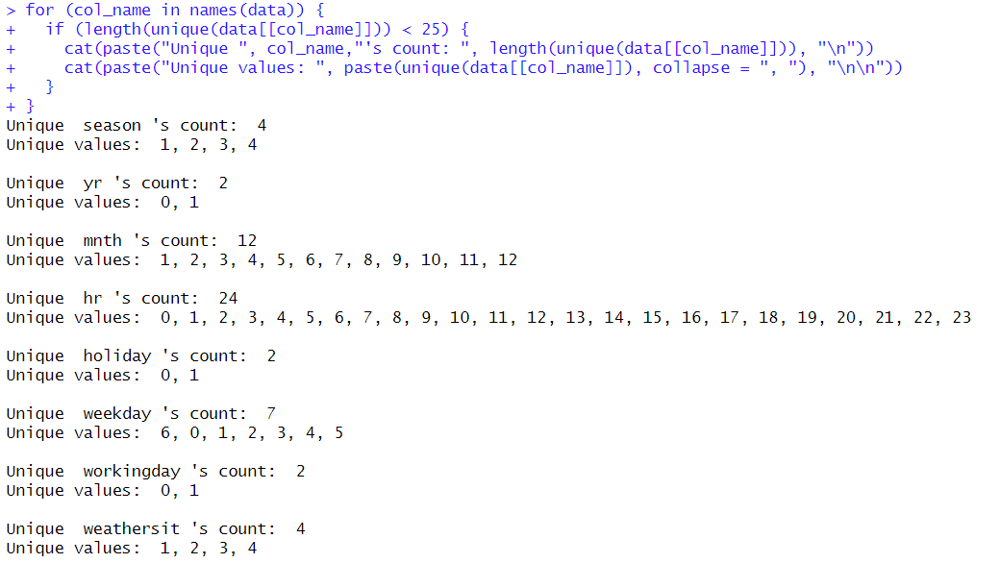 > for (col_name in names(data)) {
+   if (length(unique(data[[col_name]])) < 25) {
+     cat(paste("Unique ", col_name,"'s count: ", length(unique(data[[col_name]])), "\n"))
+     cat(paste("Unique values: ", paste(unique(data[[col_name]]), collapse = ", "), "\n\n"))
+   }
+ }
Unique  season 's count:  4
Unique values:  1, 2, 3, 4
Unique  yr 's count:  2
Unique values:  0, 1
Unique  mnth 's count:  12
Unique values:  1, 2, 3, 4, 5, 6, 7, 8, 9, 10, 11, 12
Unique  hr 's count:  24
Unique values:  0, 1, 2, 3, 4, 5, 6, 7, 8, 9, 10, 11, 12, 13, 14, 15, 16, 17, 18, 19, 20, 21, 22, 23
Unique  holiday 's count:  2
Unique values:  0, 1
Unique  weekday 's count:  7
Unique values:  6, 0, 1, 2, 3, 4, 5
Unique  workingday 's count:  2
Unique values:  0, 1
Unique  weathersit 's count:  4
Unique values:  1, 2, 3, 4